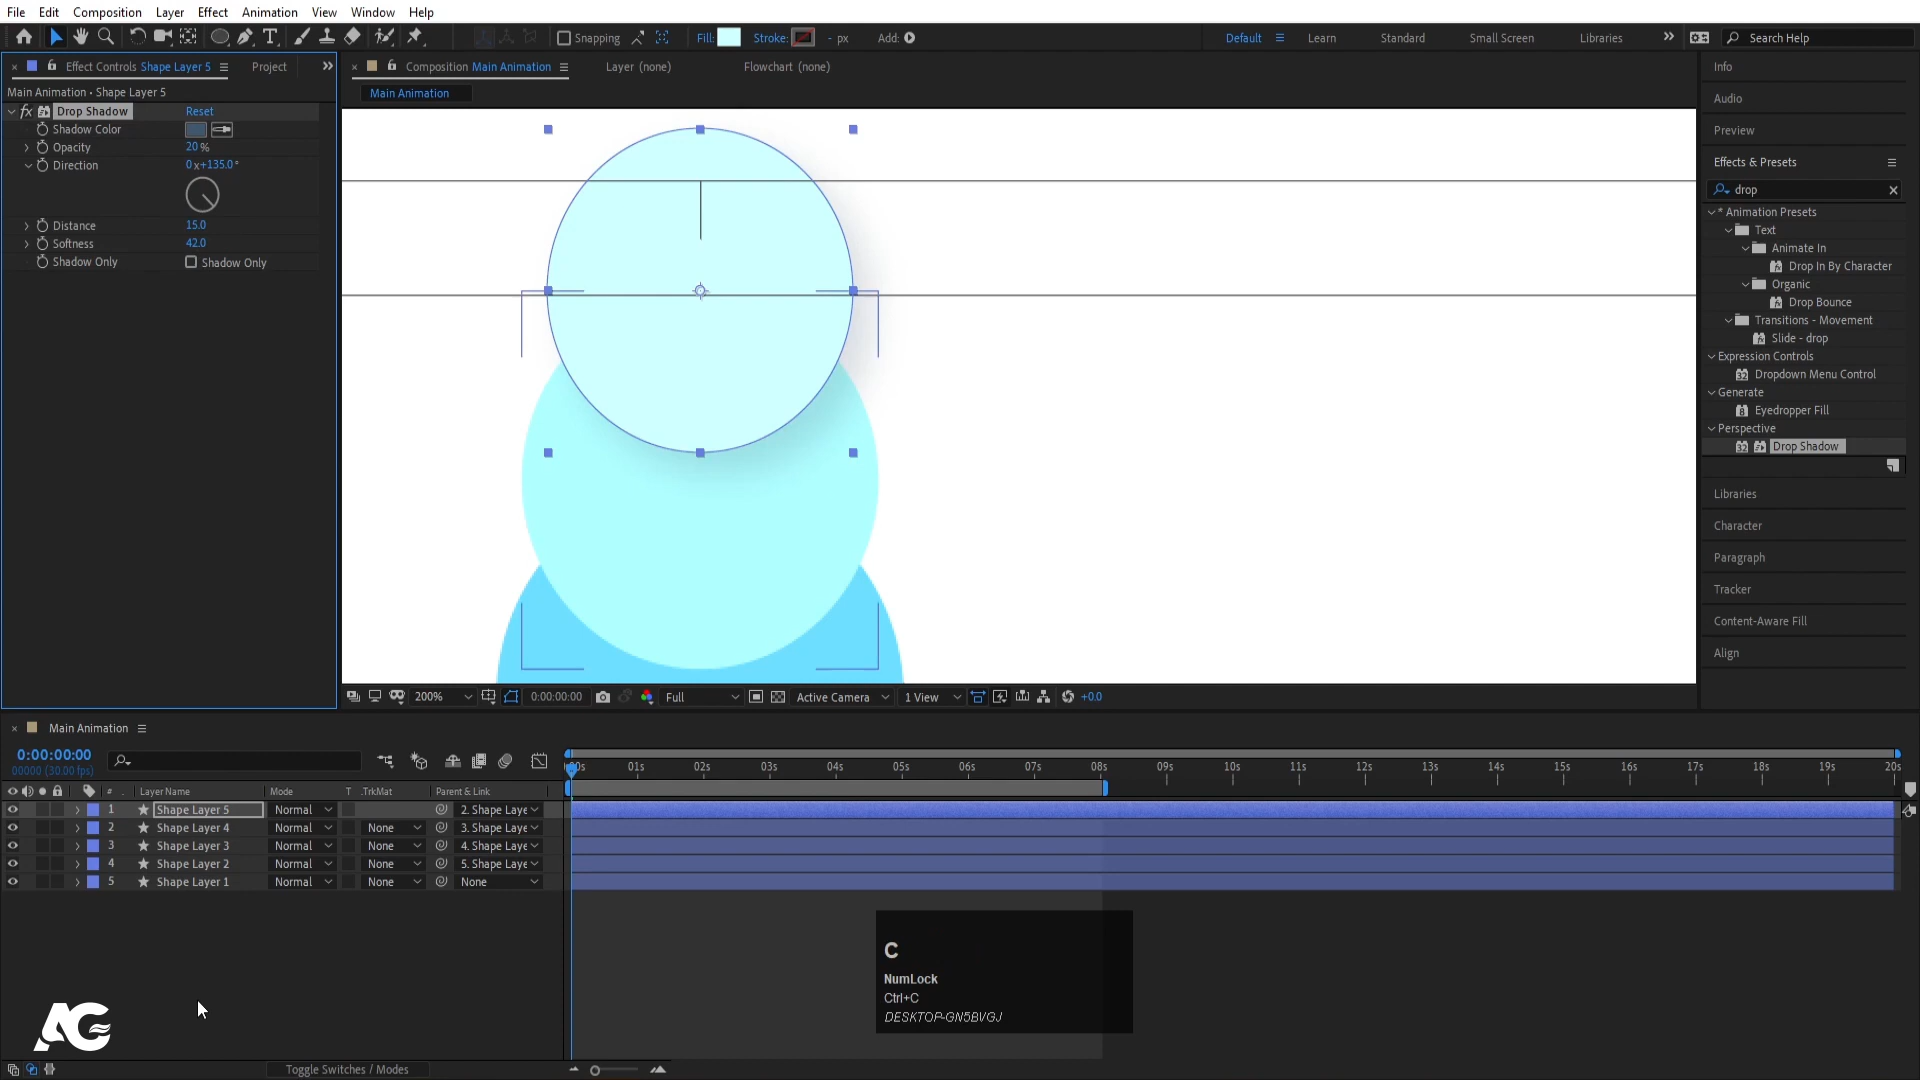 File Edit Composition Layer Effect Animation View Window Help
Snapping Fill: Stroke: - px Add: Default Learn Standard Small Screen Libraries Search Help
Effect Controls Shape Layer 5 Project
Main Animation • Shape Layer 5
fx Drop Shadow Reset
Shadow Color
Opacity 20 %
Direction 0x+135.0°
Distance 15.0
Softness 42.0
Shadow Only Shadow Only
Composition Main Animation Layer (none) Flowchart (none)
Main Animation
200% 0:00:00:00 Full Active Camera 1 View +0.0
Info
Audio
Preview
Effects & Presets
drop
* Animation Presets
Text
Animate In
Drop In By Character
Organic
Drop Bounce
Transitions - Movement
Slide - drop
Expression Controls
Dropdown Menu Control
Generate
Eyedropper Fill
Perspective
Drop Shadow
Libraries
Character
Paragraph
Tracker
Content-Aware Fill
Align
Main Animation
0:00:00:00
00000 (30.00 fps)
01s 02s 03s 04s 05s 06s 07s 08s 09s 10s 11s 12s 13s 14s 15s 16s 17s 18s 19s 20s
# Layer Name Mode T .TrkMat Parent & Link
1 Shape Layer 5 Normal 2. Shape Laye
2 Shape Layer 4 Normal None 3. Shape Laye
3 Shape Layer 3 Normal None 4. Shape Laye
4 Shape Layer 2 Normal None 5. Shape Laye
5 Shape Layer 1 Normal None None
C
NumLock
Ctrl+C
DESKTOP-GN5BVGJ
AG
Toggle Switches / Modes